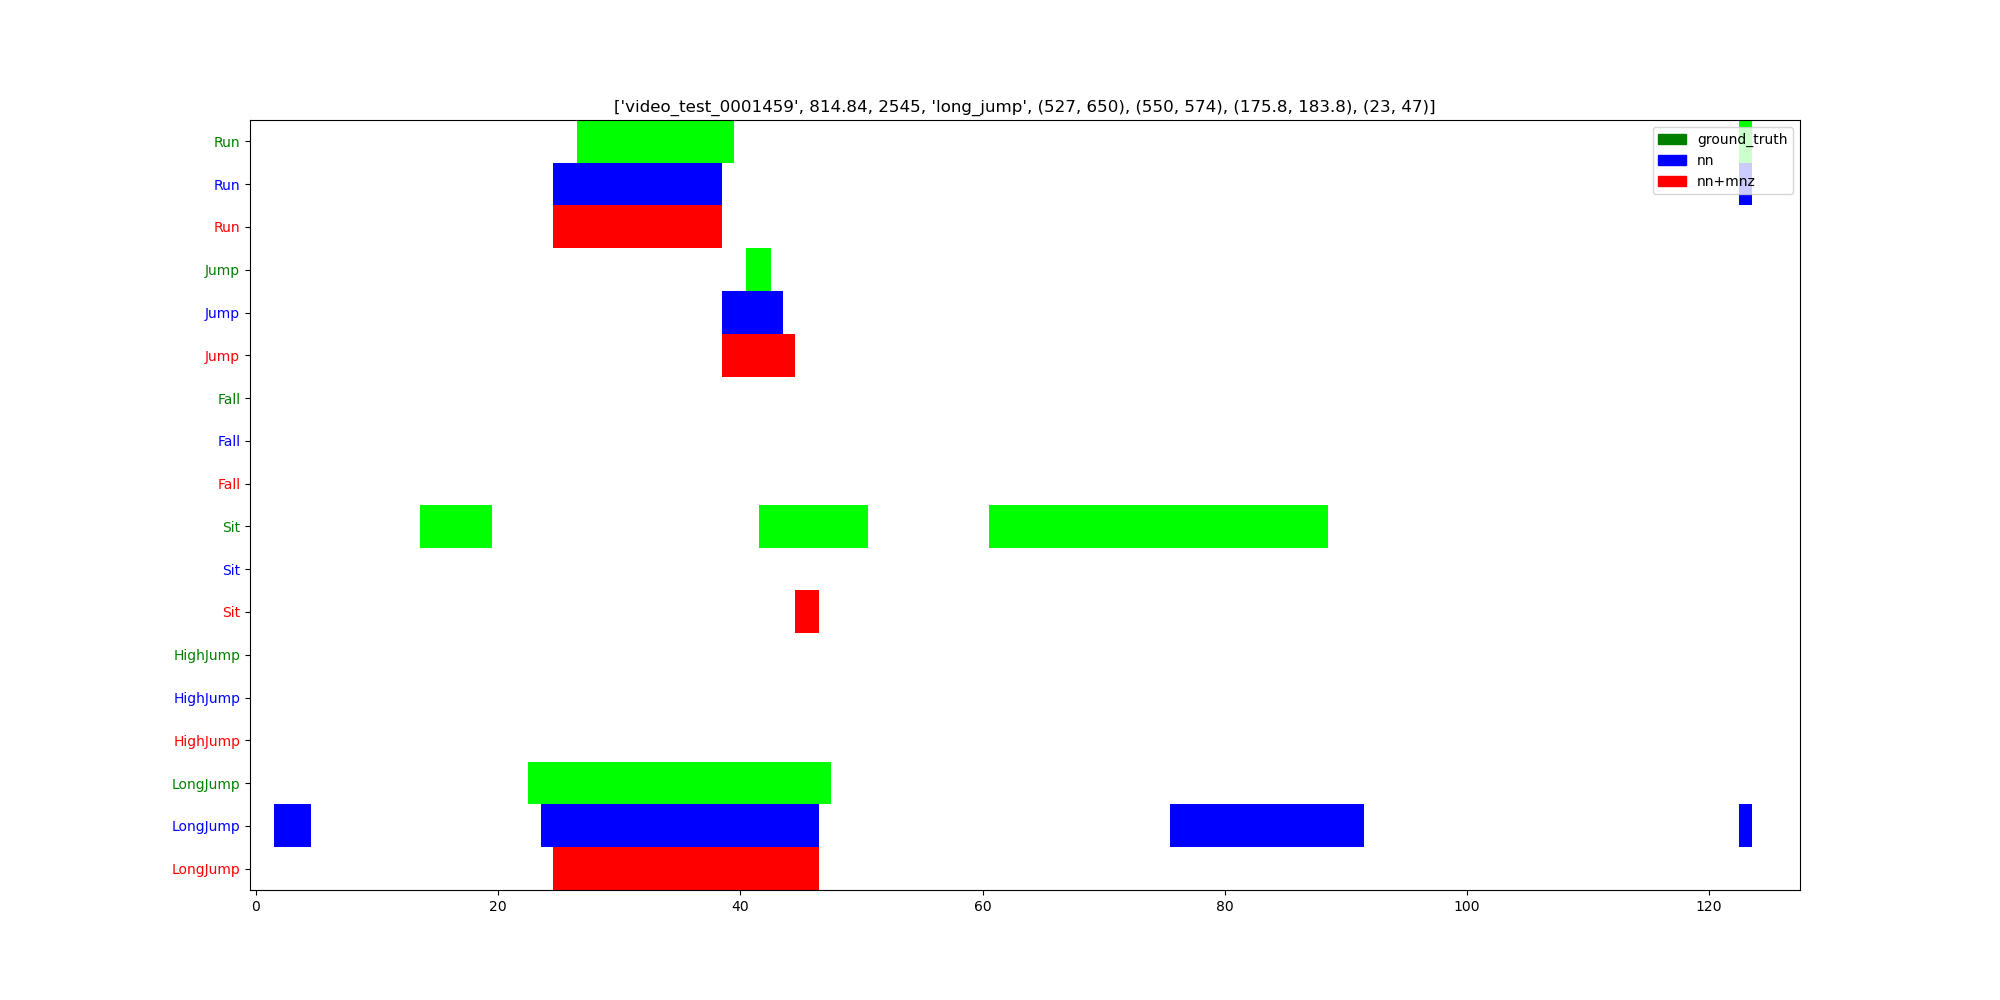 ['video_test_0001459', 814.84, 2545, 'long_jump', (527, 650), (550, 574), (175.8, 183.8), (23, 47)]
ground_truth
nn
nn+mnz
Run
Run
Run
Jump
Jump
Jump
Fall
Fall
Fall
Sit
Sit
Sit
HighJump
HighJump
HighJump
LongJump
LongJump
LongJump
0 20 40 60 80 100 120